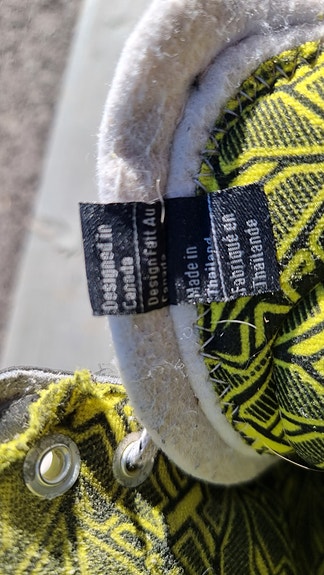 Designed in
Canada
Design Fait Au
Canada
Made in
Thailand
Fabriqué en
Thaïlande